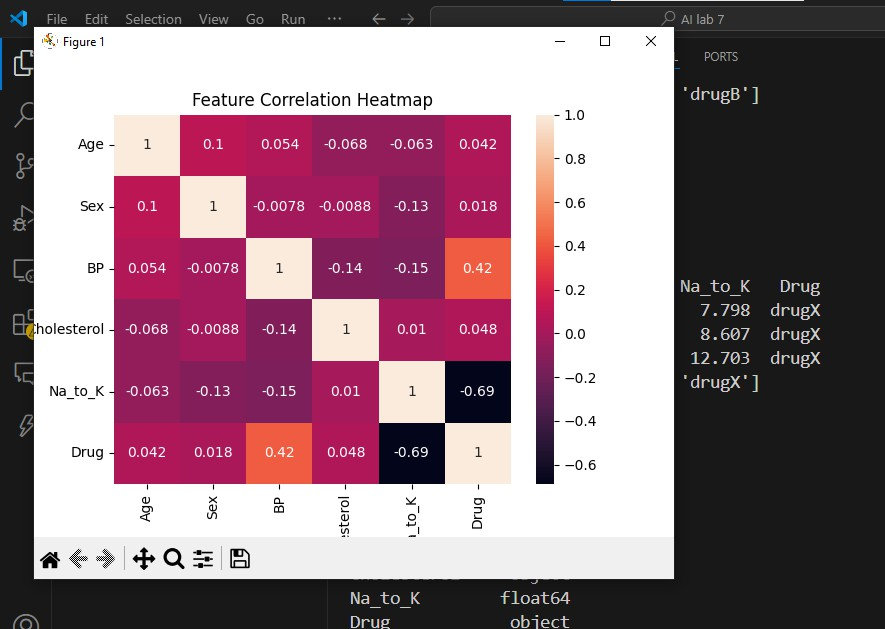 File Edit Selection View Go Run ··· AI lab 7
Figure 1
PORTS
'drugB']
Feature Correlation Heatmap
Age 1 0.1 0.054 -0.068 -0.063 0.042
Sex 0.1 1 -0.0078 -0.0088 -0.13 0.018
BP 0.054 -0.0078 1 -0.14 -0.15 0.42
holesterol -0.068 -0.0088 -0.14 1 0.01 0.048
Na_to_K -0.063 -0.13 -0.15 0.01 1 -0.69
Drug 0.042 0.018 0.42 0.048 -0.69 1
Age Sex BP esterol a_to_K Drug
1.0
0.8
0.6
0.4
0.2
0.0
−0.2
−0.4
−0.6
Na_to_K Drug
7.798 drugX
8.607 drugX
12.703 drugX
'drugX']
Na_to_K float64
Drug object